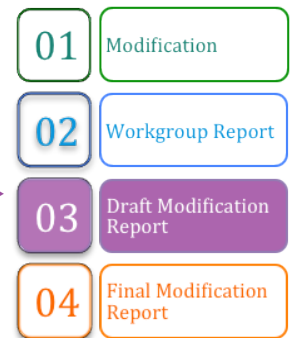 01 Modification
02 Workgroup Report
03 Draft Modification
Report
04 Final Modification
Report